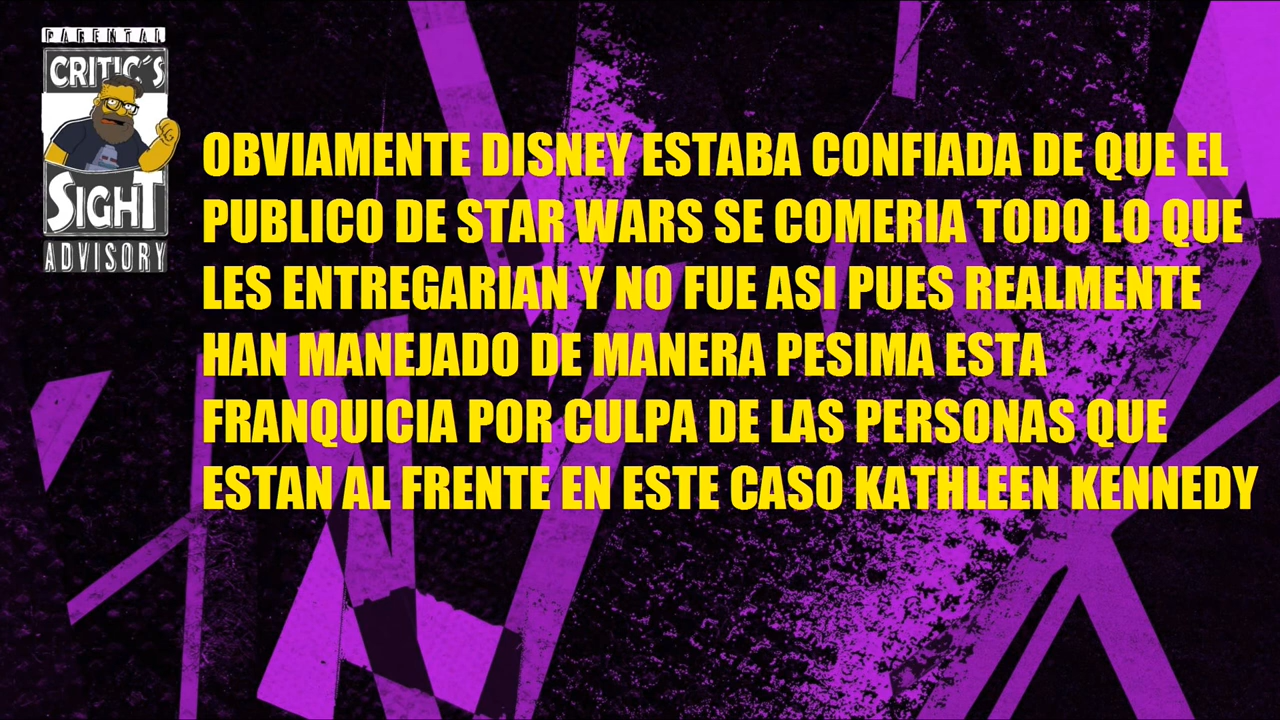 PARENTAL
CRITIC´S
SIGHT
ADVISORY
OBVIAMENTE DISNEY ESTABA CONFIADA DE QUE EL
PUBLICO DE STAR WARS SE COMERIA TODO LO QUE
LES ENTREGARIAN Y NO FUE ASI PUES REALMENTE
HAN MANEJADO DE MANERA PESIMA ESTA
FRANQUICIA POR CULPA DE LAS PERSONAS QUE
ESTAN AL FRENTE EN ESTE CASO KATHLEEN KENNEDY